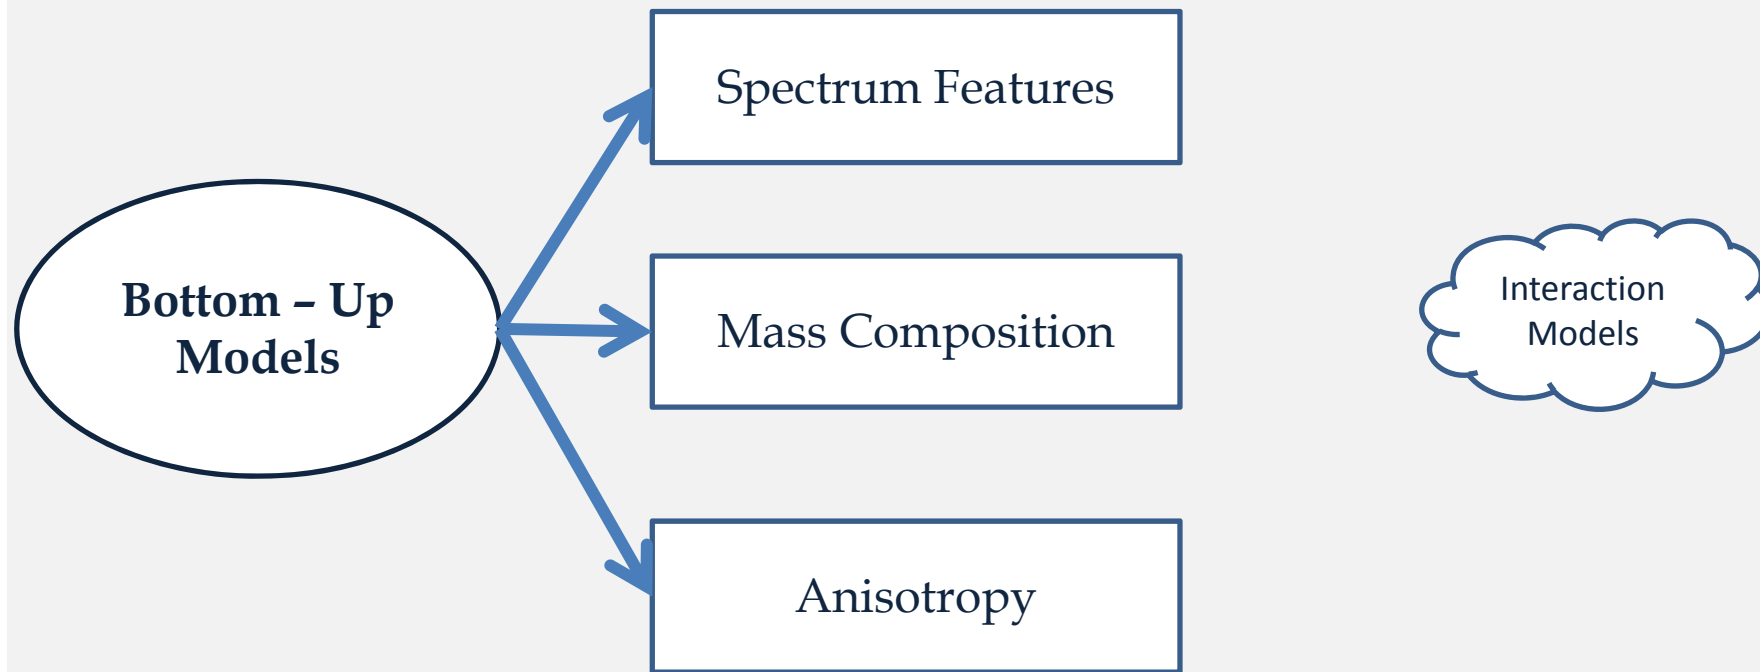 Spectrum Features
Bottom – Up
Models
Mass Composition
Interaction
Models
Anisotropy